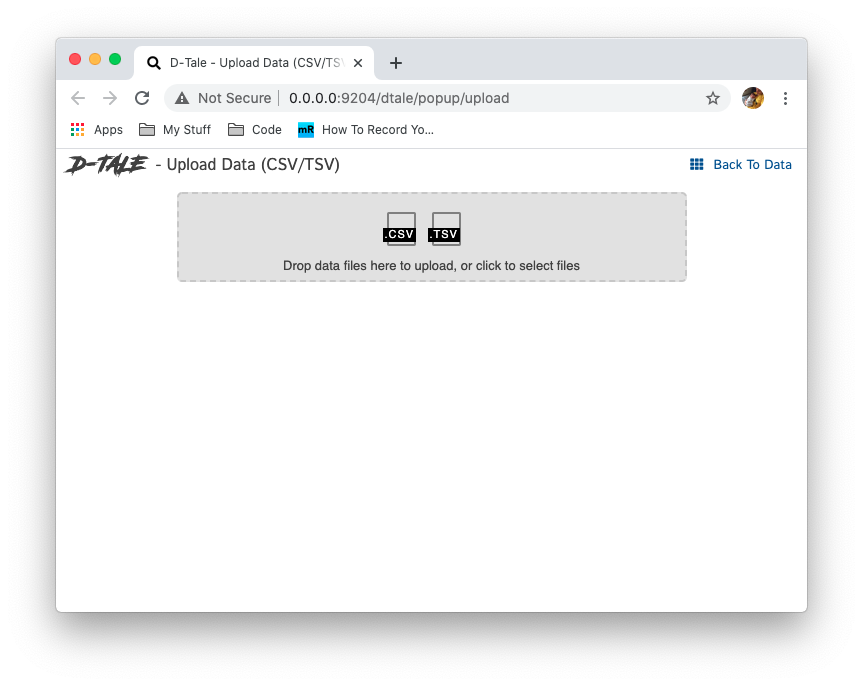 D-Tale - Upload Data (CSV/TSV
Not Secure | 0.0.0.0:9204/dtale/popup/upload
Apps My Stuff Code mR How To Record Yo...
D-TALE - Upload Data (CSV/TSV) Back To Data
.CSV .TSV
Drop data files here to upload, or click to select files